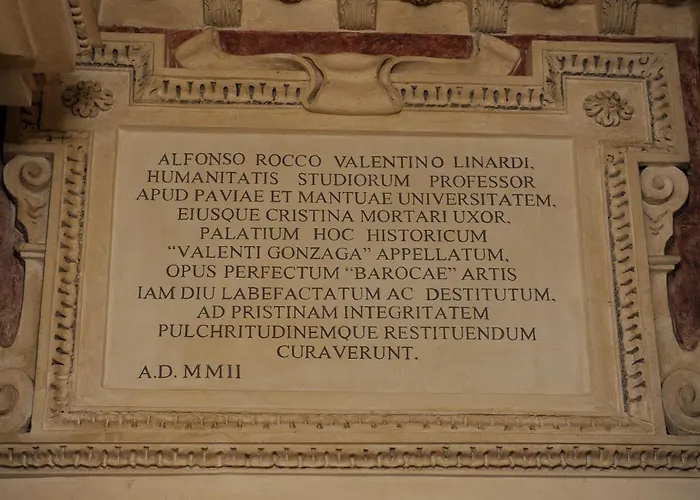 ALFONSO ROCCO VALENTINO LINARDI,
HUMANITATIS STUDIORUM PROFESSOR
APUD PAVIAE ET MANTUAE UNIVERSITATEM,
EIUSQUE CRISTINA MORTARI UXOR,
PALATIUM HOC HISTORICUM
“VALENTI GONZAGA” APPELLATUM,
OPUS PERFECTUM “BAROCAE” ARTIS
IAM DIU LABEFACTATUM AC DESTITUTUM,
AD PRISTINAM INTEGRITATEM
PULCHRITUDINEMQUE RESTITUENDUM
CURAVERUNT.
A.D. MMII